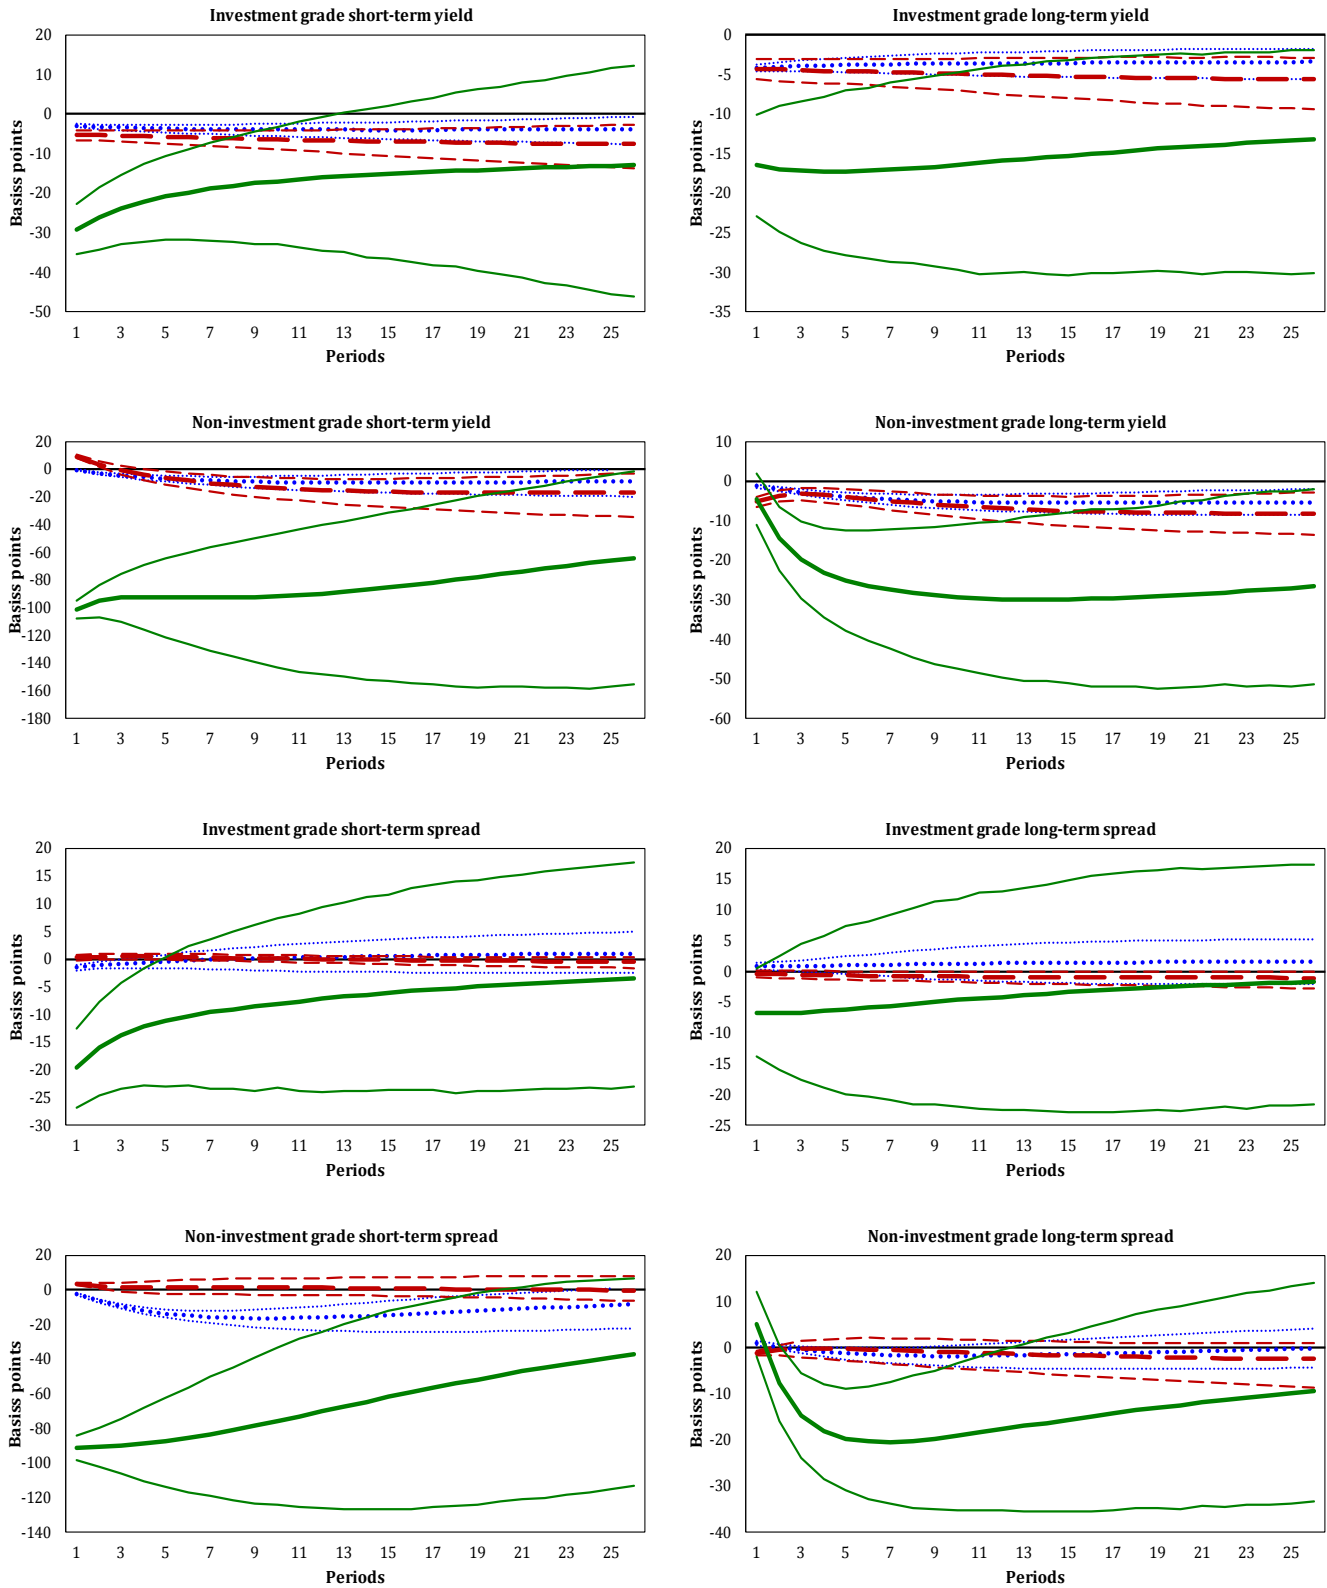 Investment grade short-term yield
20
10
0
-10
-20
-30
-40
-50
Basiss points
1 3 5 7 9 11 13 15 17 19 21 23 25
Periods
Investment grade long-term yield
0
-5
-10
-15
-20
-25
-30
-35
Basiss points
1 3 5 7 9 11 13 15 17 19 21 23 25
Periods
Non-investment grade short-term yield
20
0
-20
-40
-60
-80
-100
-120
-140
-160
-180
Basiss points
1 3 5 7 9 11 13 15 17 19 21 23 25
Periods
Non-investment grade long-term yield
10
0
-10
-20
-30
-40
-50
-60
Basiss points
1 3 5 7 9 11 13 15 17 19 21 23 25
Periods
Investment grade short-term spread
20
15
10
5
0
-5
-10
-15
-20
-25
-30
Basiss points
1 3 5 7 9 11 13 15 17 19 21 23 25
Periods
Investment grade long-term spread
20
15
10
5
0
-5
-10
-15
-20
-25
Basiss points
1 3 5 7 9 11 13 15 17 19 21 23 25
Periods
Non-investment grade short-term spread
20
0
-20
-40
-60
-80
-100
-120
-140
Basiss points
1 3 5 7 9 11 13 15 17 19 21 23 25
Periods
Non-investment grade long-term spread
20
10
0
-10
-20
-30
-40
Basiss points
1 3 5 7 9 11 13 15 17 19 21 23 25
Periods